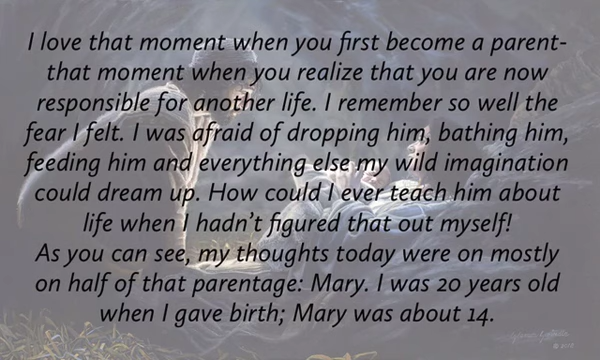 I love that moment when you first become a parent-
that moment when you realize that you are now
responsible for another life. I remember so well the
fear I felt. I was afraid of dropping him, bathing him,
feeding him and everything else my wild imagination
could dream up. How could I ever teach him about
life when I hadn't figured that out myself!
As you can see, my thoughts today were on mostly
on half of that parentage: Mary. I was 20 years old
when I gave birth; Mary was about 14.